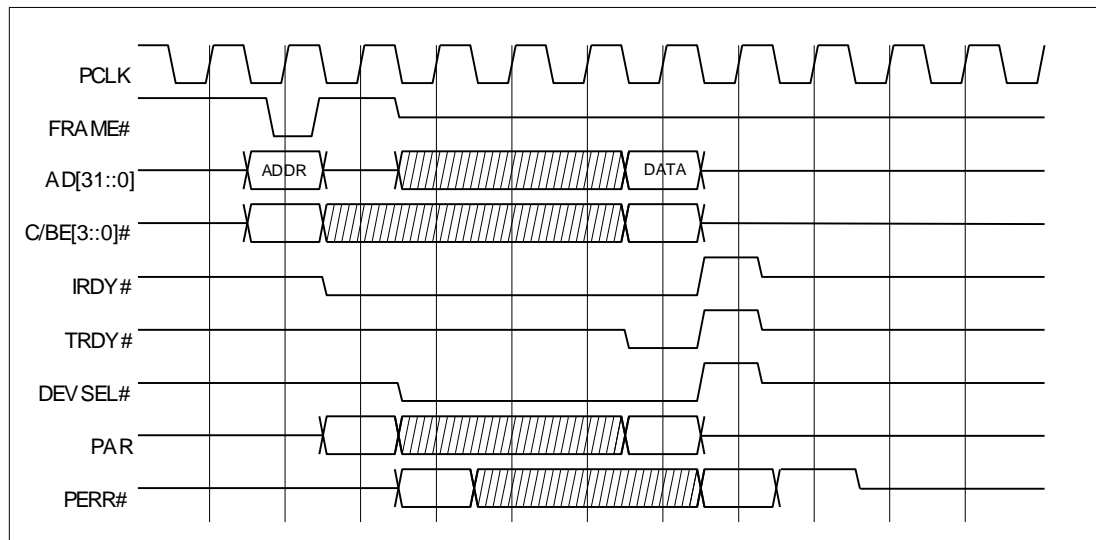 PCLK
FRAME#
ADDR
DATA
AD[31::0]
C/BE[3::0]#
IRDY#
TRDY#
DEVSEL#
PAR
PERR#